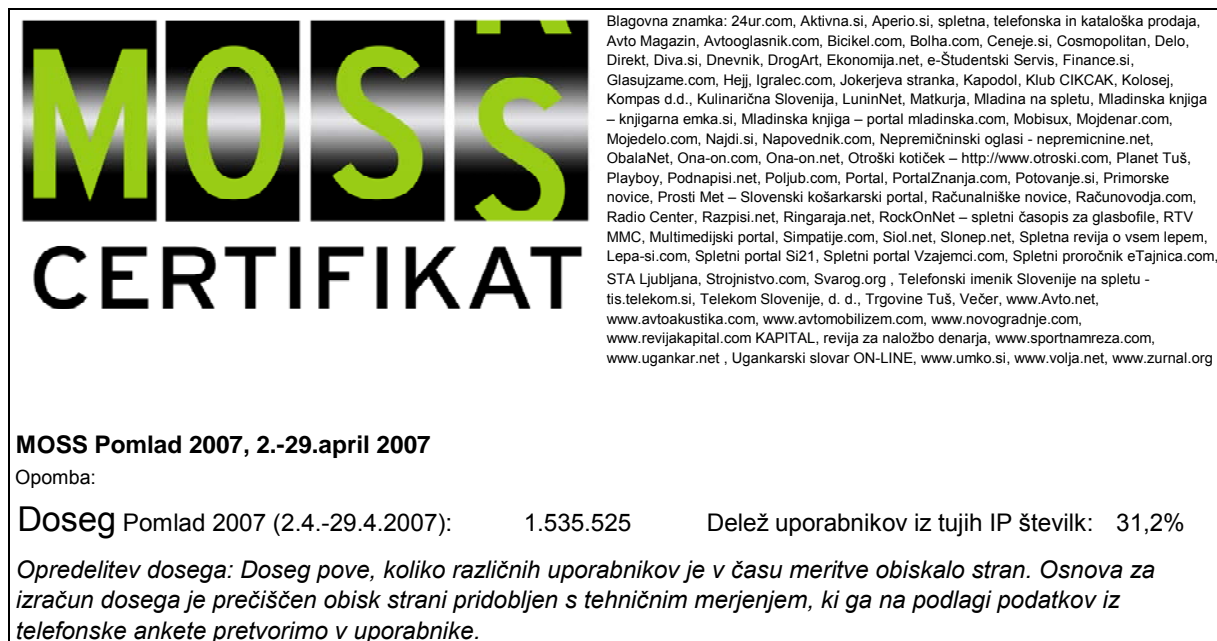 MOSS
CERTIFIKAT
Blagovna znamka: 24ur.com, Aktivna.si, Aperio.si, spletna, telefonska in kataloška prodaja,
Avto Magazin, Avtooglasnik.com, Bicikel.com, Bolha.com, Ceneje.si, Cosmopolitan, Delo,
Direkt, Diva.si, Dnevnik, DrogArt, Ekonomija.net, e-Študentski Servis, Finance.si,
Glasujzame.com, Hejj, Igralec.com, Jokerjeva stranka, Kapodol, Klub CIKCAK, Kolosej,
Kompas d.d., Kulinarična Slovenija, LuninNet, Matkurja, Mladina na spletu, Mladinska knjiga
– knjigarna emka.si, Mladinska knjiga – portal mladinska.com, Mobisux, Mojdenar.com,
Mojedelo.com, Najdi.si, Napovednik.com, Nepremičninski oglasi - nepremicnine.net,
ObalaNet, Ona-on.com, Ona-on.net, Otroški kotiček – http://www.otroski.com, Planet Tuš,
Playboy, Podnapisi.net, Poljub.com, Portal, PortalZnanja.com, Potovanje.si, Primorske
novice, Prosti Met – Slovenski košarkarski portal, Računalniške novice, Računovodja.com,
Radio Center, Razpisi.net, Ringaraja.net, RockOnNet – spletni časopis za glasbofile, RTV
MMC, Multimedijski portal, Simpatije.com, Siol.net, Slonep.net, Spletna revija o vsem lepem,
Lepa-si.com, Spletni portal Si21, Spletni portal Vzajemci.com, Spletni proročnik eTajnica.com,
STA Ljubljana, Strojnistvo.com, Svarog.org , Telefonski imenik Slovenije na spletu -
tis.telekom.si, Telekom Slovenije, d. d., Trgovine Tuš, Večer, www.Avto.net,
www.avtoakustika.com, www.avtomobilizem.com, www.novogradnje.com,
www.revijakapital.com KAPITAL, revija za naložbo denarja, www.sportnamreza.com,
www.ugankar.net , Ugankarski slovar ON-LINE, www.umko.si, www.volja.net, www.zurnal.org
MOSS Pomlad 2007, 2.-29.april 2007
Opomba:
Doseg Pomlad 2007 (2.4.-29.4.2007): 1.535.525 Delež uporabnikov iz tujih IP številk: 31,2%
Opredelitev dosega: Doseg pove, koliko različnih uporabnikov je v času meritve obiskalo stran. Osnova za
izračun dosega je prečiščen obisk strani pridobljen s tehničnim merjenjem, ki ga na podlagi podatkov iz
telefonske ankete pretvorimo v uporabnike.